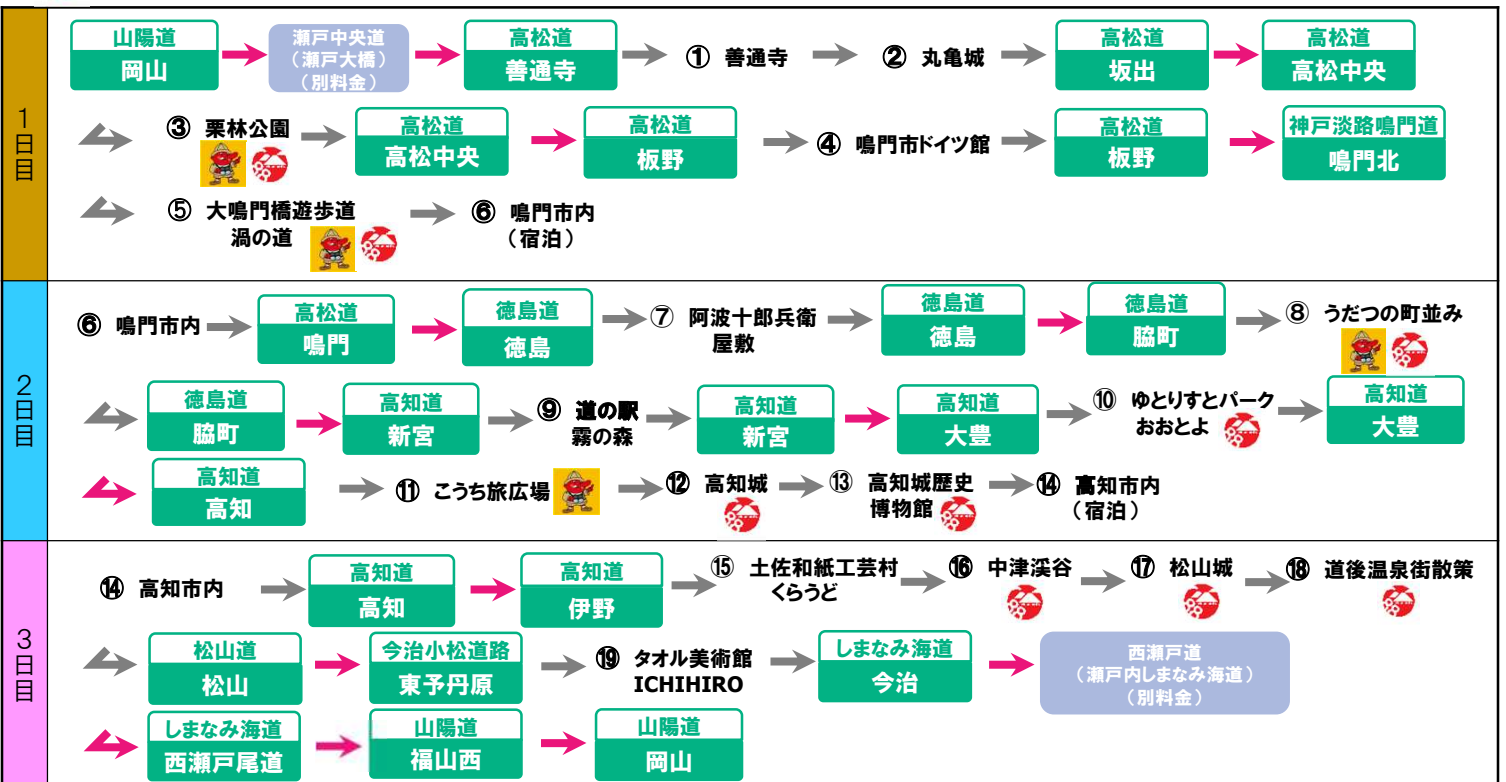 1日目
山陽道
岡山
瀬戸中央道
（瀬戸大橋）
（別料金）
高松道
善通寺
① 善通寺
② 丸亀城
高松道
坂出
高松道
高松中央
③ 栗林公園
高松道
高松中央
高松道
板野
④ 鳴門市ドイツ館
高松道
板野
神戸淡路鳴門道
鳴門北
⑤ 大鳴門橋遊歩道
渦の道
⑥ 鳴門市内
（宿泊）
2日目
⑥ 鳴門市内
高松道
鳴門
徳島道
徳島
⑦ 阿波十郎兵衛
屋敷
徳島道
徳島
徳島道
脇町
⑧ うだつの町並み
徳島道
脇町
高知道
新宮
⑨ 道の駅
霧の森
高知道
新宮
高知道
大豊
⑩ ゆとりすとパーク
おおとよ
高知道
大豊
高知道
高知
⑪ こうち旅広場
⑫ 高知城
⑬ 高知城歴史
博物館
⑭ 高知市内
（宿泊）
3日目
⑭ 高知市内
高知道
高知
高知道
伊野
⑮ 土佐和紙工芸村
くらうど
⑯ 中津渓谷
⑰ 松山城
⑱ 道後温泉街散策
松山道
松山
今治小松道路
東予丹原
⑲ タオル美術館
ICHIHIRO
しまなみ海道
今治
西瀬戸道
（瀬戸内しまなみ海道）
（別料金）
しまなみ海道
西瀬戸尾道
山陽道
福山西
山陽道
岡山